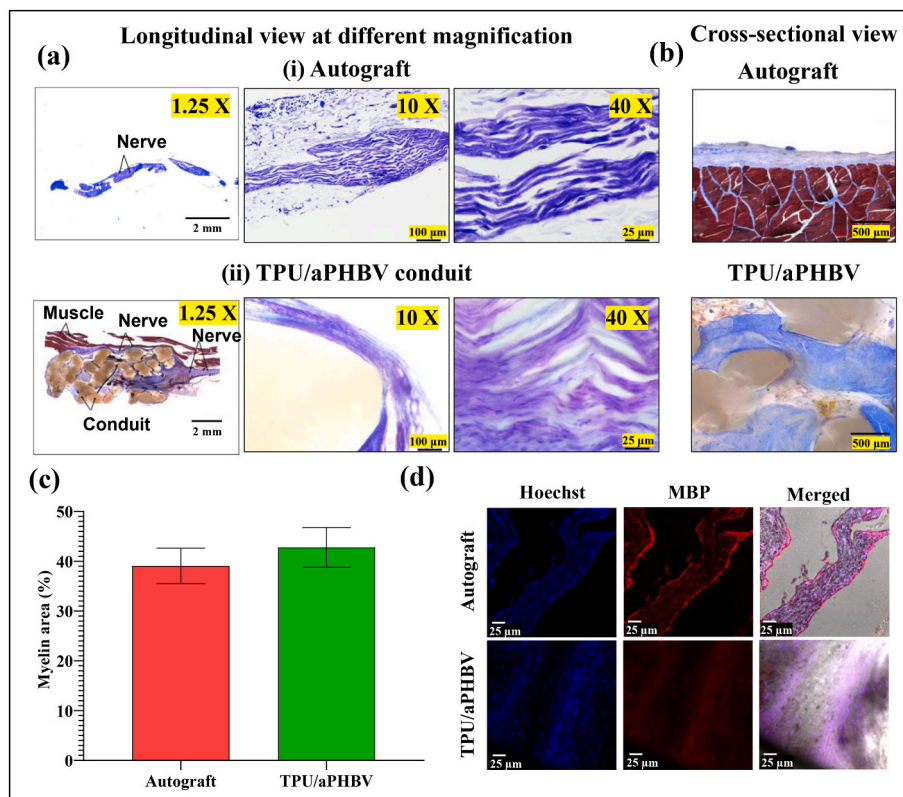 (a)
Longitudinal view at different magnification
(i) Autograft
1.25 X
Nerve
2 mm
10 X
100 µm
40 X
25 µm
(ii) TPU/aPHBV conduit
Muscle
Nerve
1.25 X
Nerve
Conduit
2 mm
10 X
100 µm
40 X
25 µm
(b)
Cross-sectional view
Autograft
500 µm
TPU/aPHBV
500 µm
(c)
Myelin area (%)
50
40
30
20
10
0
Autograft
TPU/aPHBV
(d)
Hoechst
MBP
Merged
Autograft
25 µm
25 µm
25 µm
TPU/aPHBV
25 µm
25 µm
25 µm